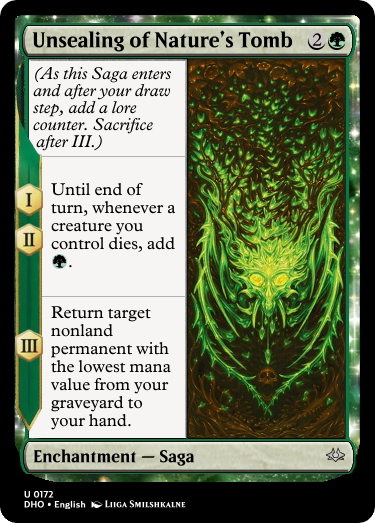 Unsealing of Nature's Tomb 2
(As this Saga enters
and after your draw
step, add a lore
counter. Sacrifice
after III.)
I
II
Until end of
turn, whenever a
creature you
control dies, add
.
III
Return target
nonland
permanent with
the lowest mana
value from your
graveyard to
your hand.
Enchantment — Saga
U 0172
DHO • English Liiga Smilshkalne